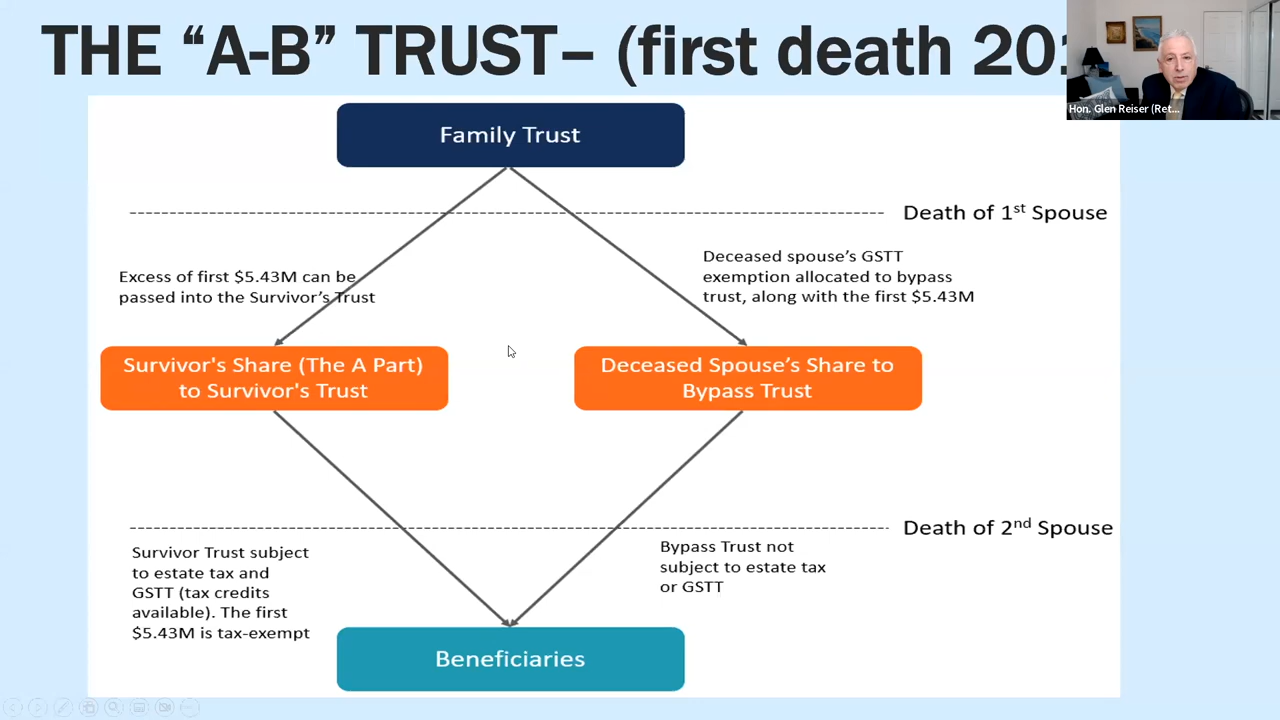 THE “A-B” TRUST– (first death 201
Hon. Glen Reiser (Ret...
Family Trust
Death of 1st Spouse
Excess of first $5.43M can be
passed into the Survivor’s Trust
Deceased spouse’s GSTT
exemption allocated to bypass
trust, along with the first $5.43M
Survivor's Share (The A Part)
to Survivor's Trust
Deceased Spouse’s Share to
Bypass Trust
Death of 2nd Spouse
Survivor Trust subject
to estate tax and
GSTT (tax credits
available). The first
$5.43M is tax-exempt
Bypass Trust not
subject to estate tax
or GSTT
Beneficiaries